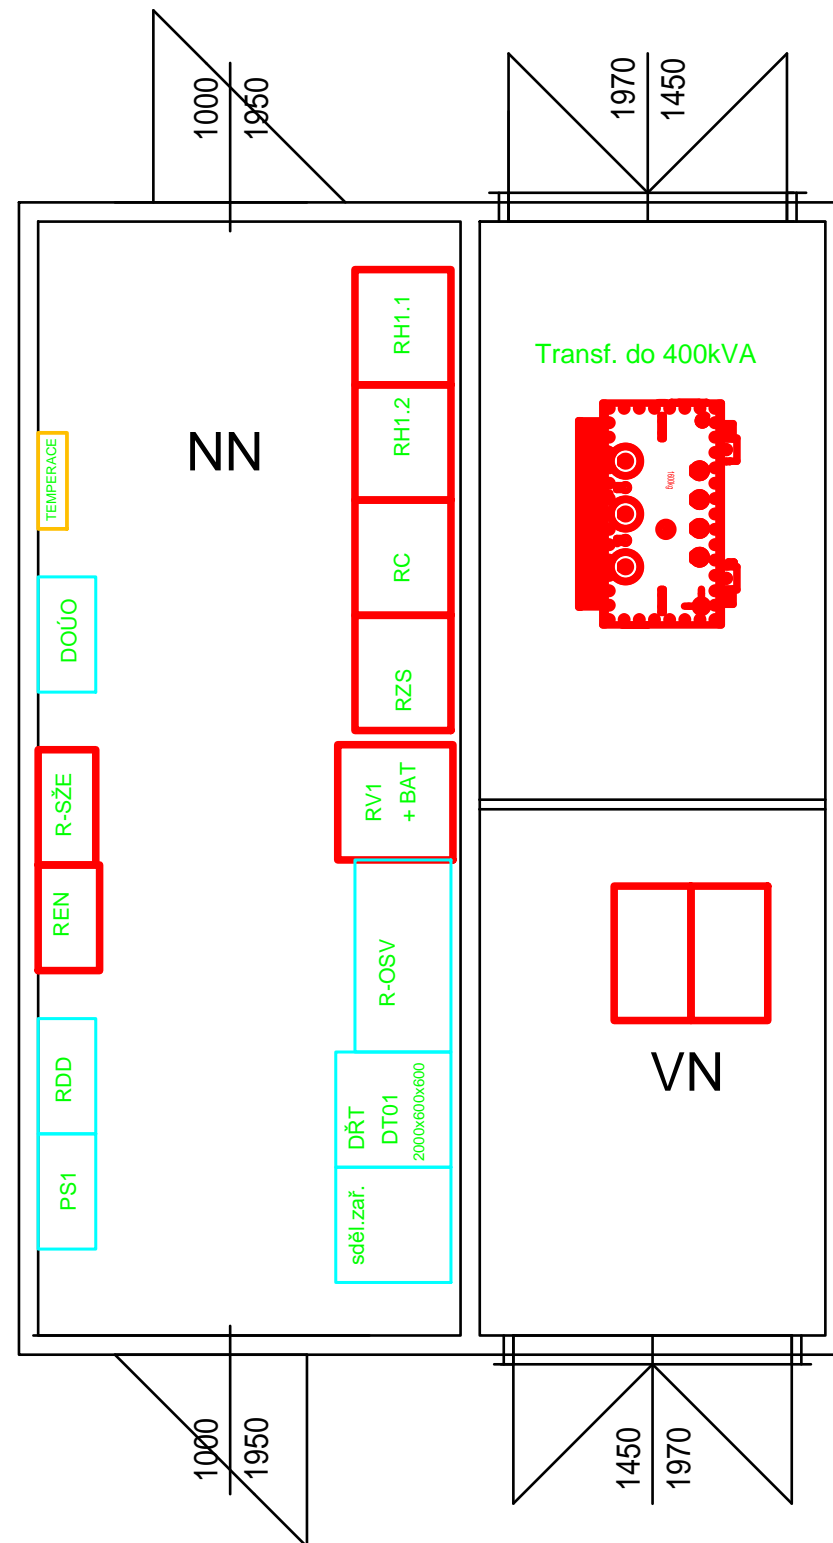 1000
1950
1970
1450
RH1.1
Transf. do 400kVA
RH1.2
NN
TEMPERACE
1600kg
RC
DOÚO
RZS
R-SŽE
RV1
+ BAT
REN
R-OSV
VN
RDD
DŘT
DT01
2000x600x600
PS1
sděl.zař.
1000
1950
1450
1970